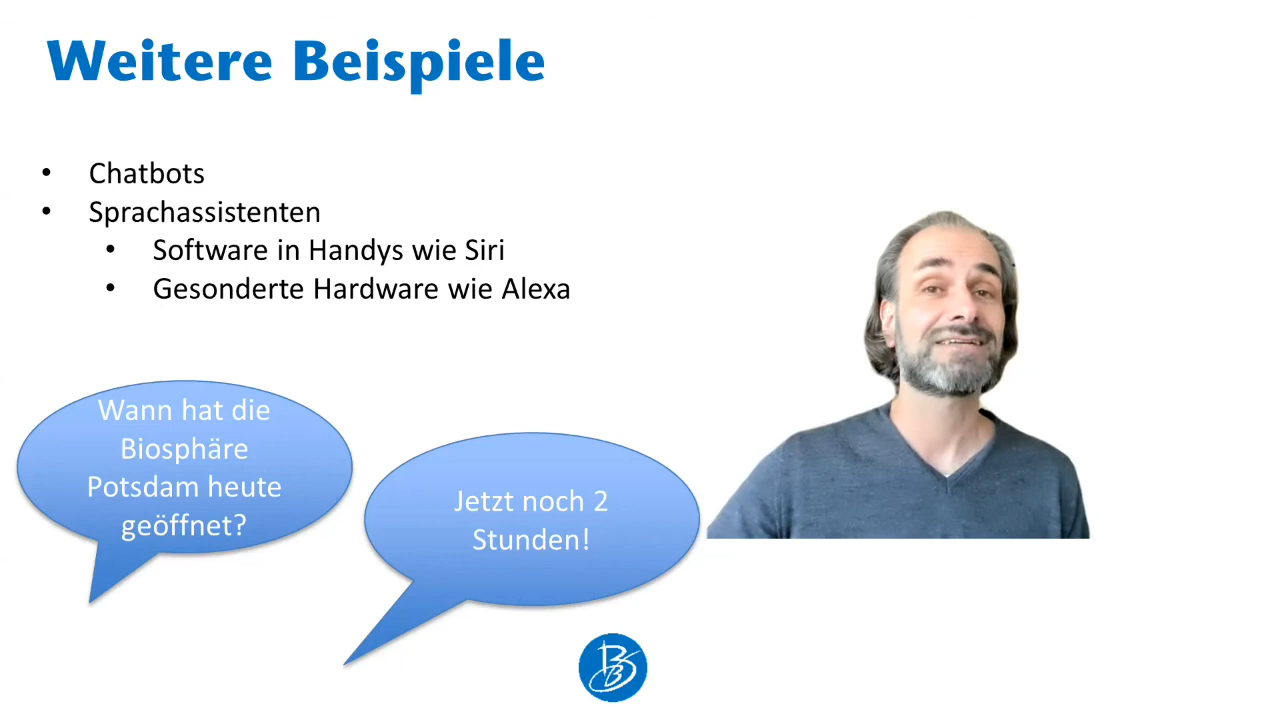 Weitere Beispiele
• Chatbots
• Sprachassistenten
• Software in Handys wie Siri
• Gesonderte Hardware wie Alexa
Wann hat die
Biosphäre
Potsdam heute
geöffnet?
Jetzt noch 2
Stunden!